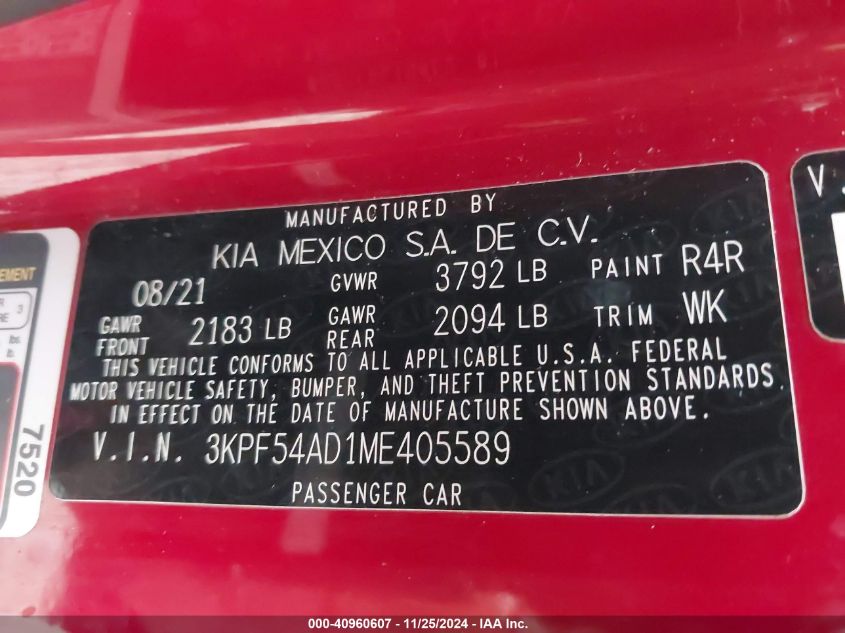 MANUFACTURED BY
KIA MEXICO S.A. DE C.V.
08/21 GVWR 3792 LB PAINT R4R
GAWR FRONT 2183 LB GAWR REAR 2094 LB TRIM WK
THIS VEHICLE CONFORMS TO ALL APPLICABLE U.S.A. FEDERAL
MOTOR VEHICLE SAFETY, BUMPER, AND THEFT PREVENTION STANDARDS
IN EFFECT ON THE DATE OF MANUFACTURE SHOWN ABOVE.
V.I.N. 3KPF54AD1ME405589
PASSENGER CAR
7520
3
lbs.
lb.
V.
000-40960607 - 11/25/2024 - IAA Inc.